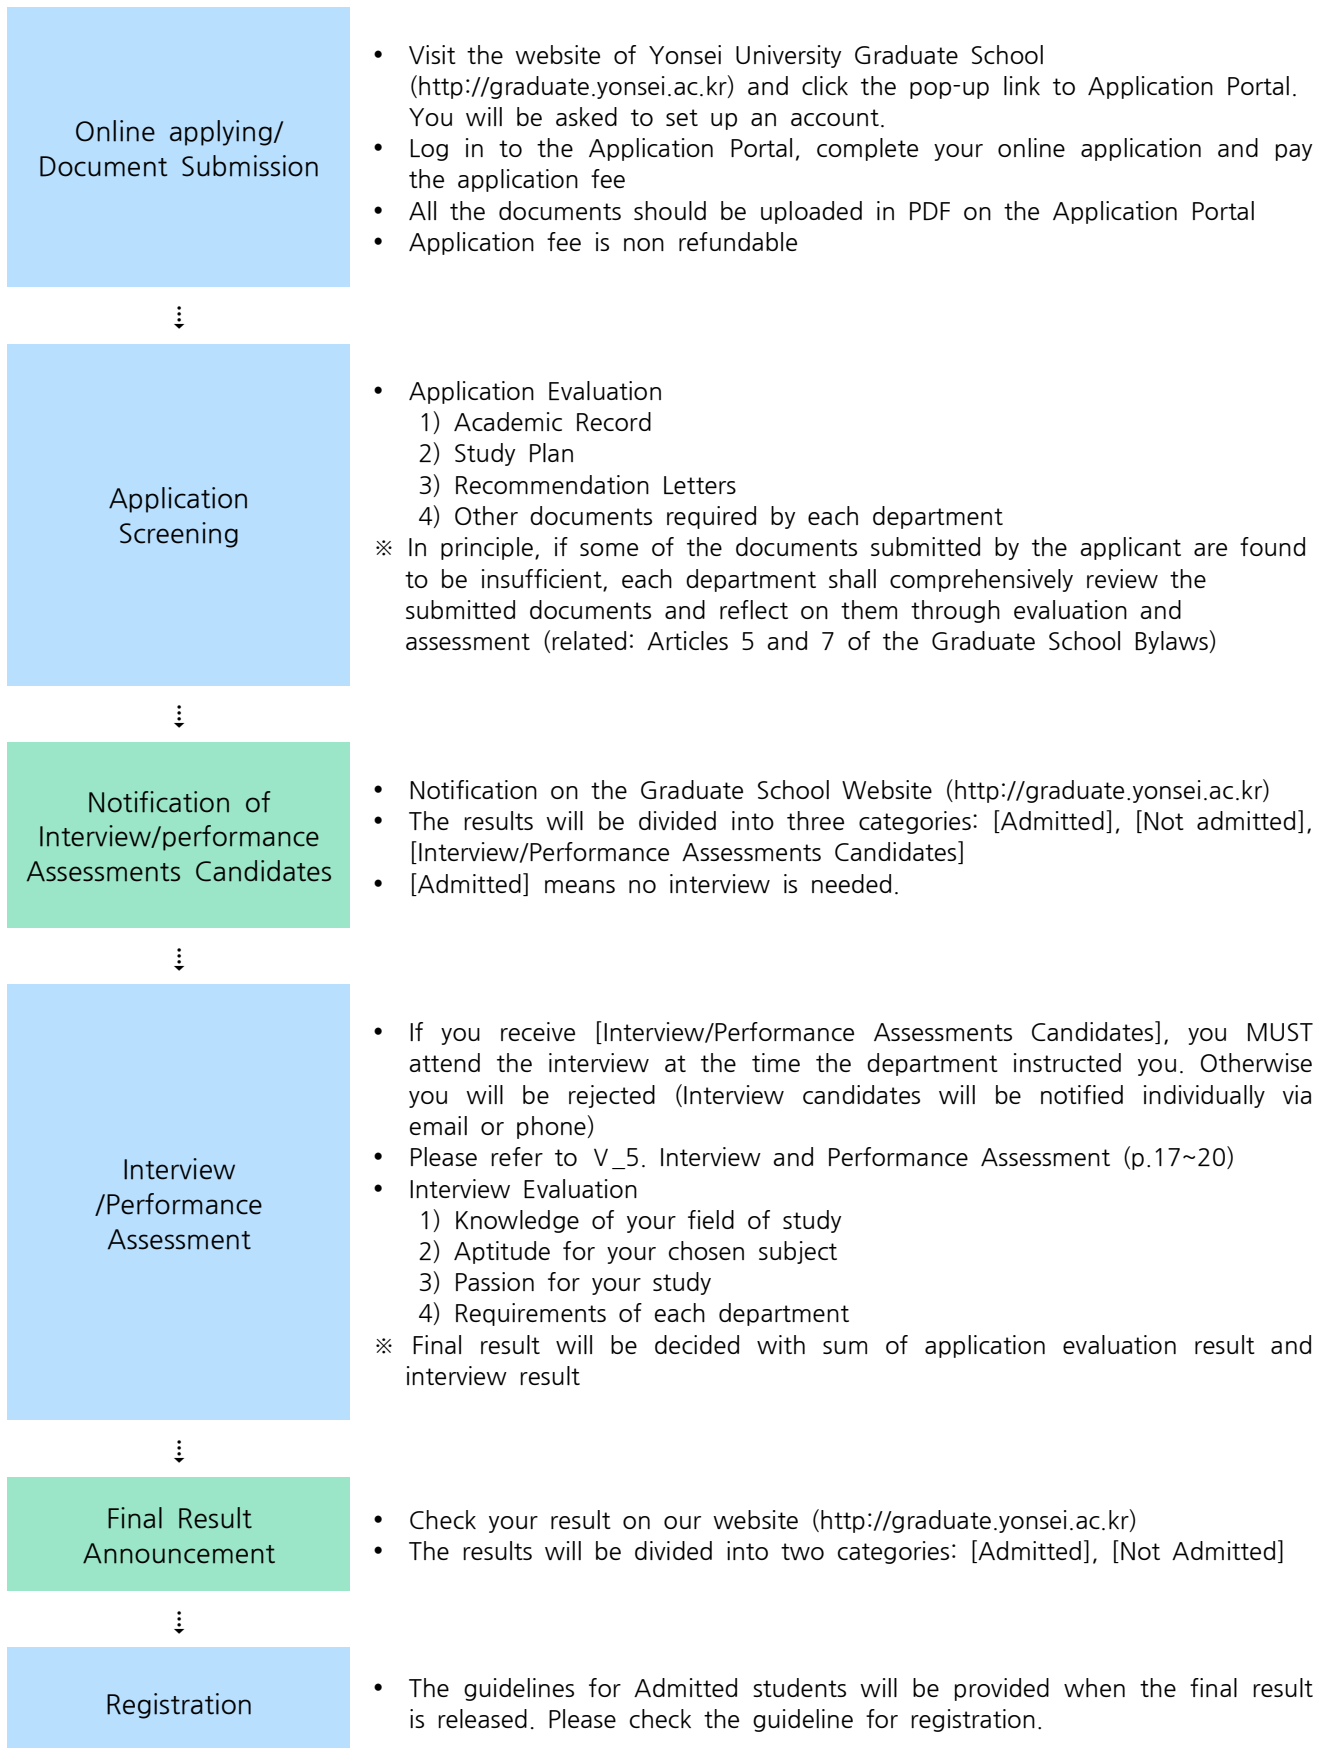 Online applying/
Document Submission
• Visit the website of Yonsei University Graduate School
(http://graduate.yonsei.ac.kr) and click the pop-up link to Application Portal.
You will be asked to set up an account.
• Log in to the Application Portal, complete your online application and pay
the application fee
• All the documents should be uploaded in PDF on the Application Portal
• Application fee is non refundable
Application
Screening
• Application Evaluation
1) Academic Record
2) Study Plan
3) Recommendation Letters
4) Other documents required by each department
※ In principle, if some of the documents submitted by the applicant are found
to be insufficient, each department shall comprehensively review the
submitted documents and reflect on them through evaluation and
assessment (related: Articles 5 and 7 of the Graduate School Bylaws)
Notification of
Interview/performance
Assessments Candidates
• Notification on the Graduate School Website (http://graduate.yonsei.ac.kr)
• The results will be divided into three categories: [Admitted], [Not admitted],
[Interview/Performance Assessments Candidates]
• [Admitted] means no interview is needed.
Interview
/Performance
Assessment
• If you receive [Interview/Performance Assessments Candidates], you MUST
attend the interview at the time the department instructed you. Otherwise
you will be rejected (Interview candidates will be notified individually via
email or phone)
• Please refer to Ⅴ_5. Interview and Performance Assessment (p.17~20)
• Interview Evaluation
1) Knowledge of your field of study
2) Aptitude for your chosen subject
3) Passion for your study
4) Requirements of each department
※ Final result will be decided with sum of application evaluation result and
interview result
Final Result
Announcement
• Check your result on our website (http://graduate.yonsei.ac.kr)
• The results will be divided into two categories: [Admitted], [Not Admitted]
Registration
• The guidelines for Admitted students will be provided when the final result
is released. Please check the guideline for registration.